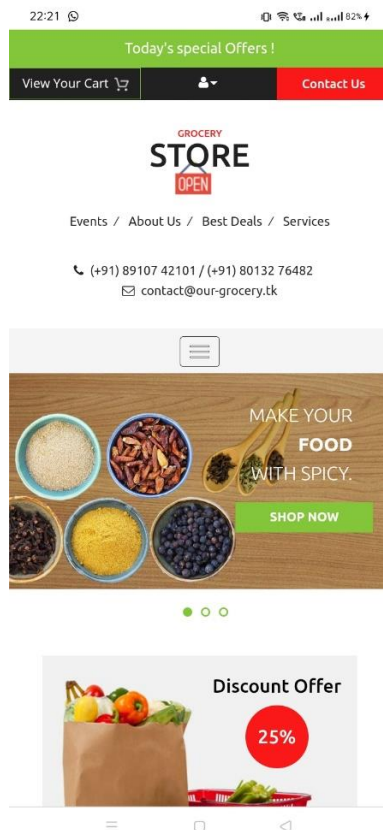 22:21 82%
Today's special Offers !
View Your Cart Contact Us
GROCERY
STORE
OPEN
Events / About Us / Best Deals / Services
(+91) 89107 42101 / (+91) 80132 76482
contact@our-grocery.tk
MAKE YOUR
FOOD
WITH SPICY.
SHOP NOW
Discount Offer
25%